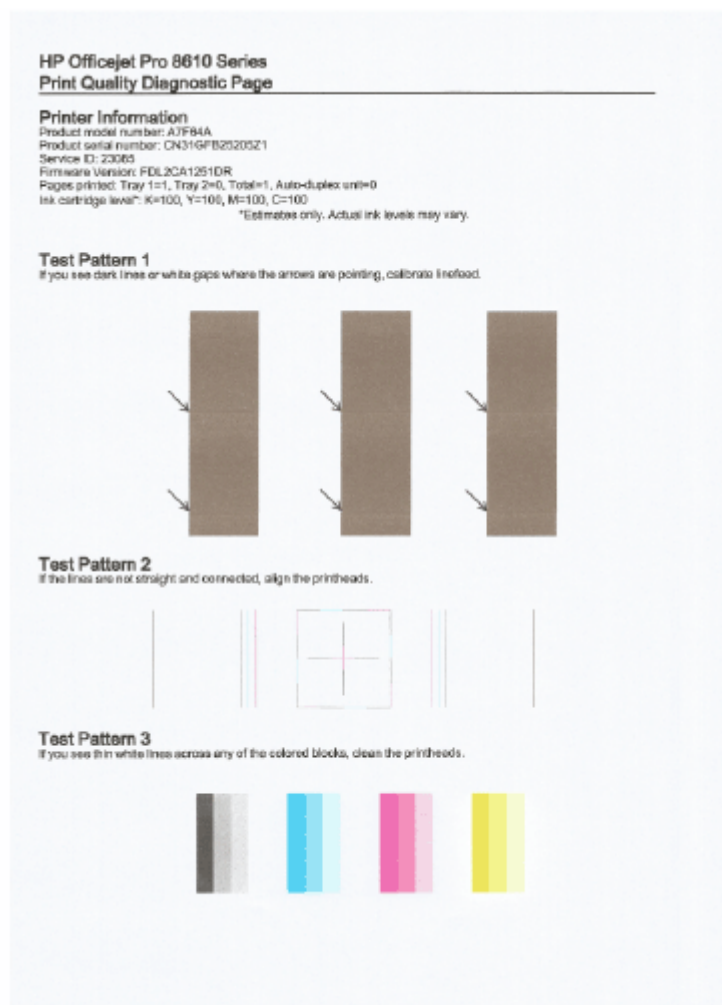 HP Officejet Pro 8610 Series
Print Quality Diagnostic Page
Printer Information
Product model number: A7F64A
Product serial number: CN31GFB25205Z1
Service ID: 23085
Firmware Version: FDL2CA1251DR
Pages printed: Tray 1=1, Tray 2=0, Total=1, Auto-duplex unit=0
Ink cartridge level*: K=100, Y=100, M=100, C=100
*Estimates only. Actual ink levels may vary.
Test Pattern 1
If you see dark lines or white gaps where the arrows are pointing, calibrate linefeed.
Test Pattern 2
If the lines are not straight and connected, align the printheads.
Test Pattern 3
If you see thin white lines across any of the colored blocks, clean the printheads.